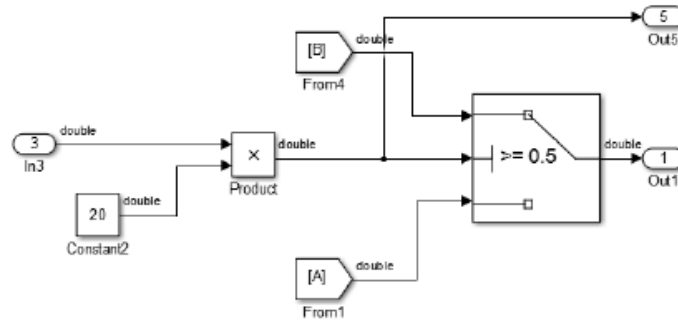 5
Out5
[B]
double
From4
3
double
In3
×
double
Product
>= 0.5
double
1
Out1
20
double
Constant2
[A]
double
From1